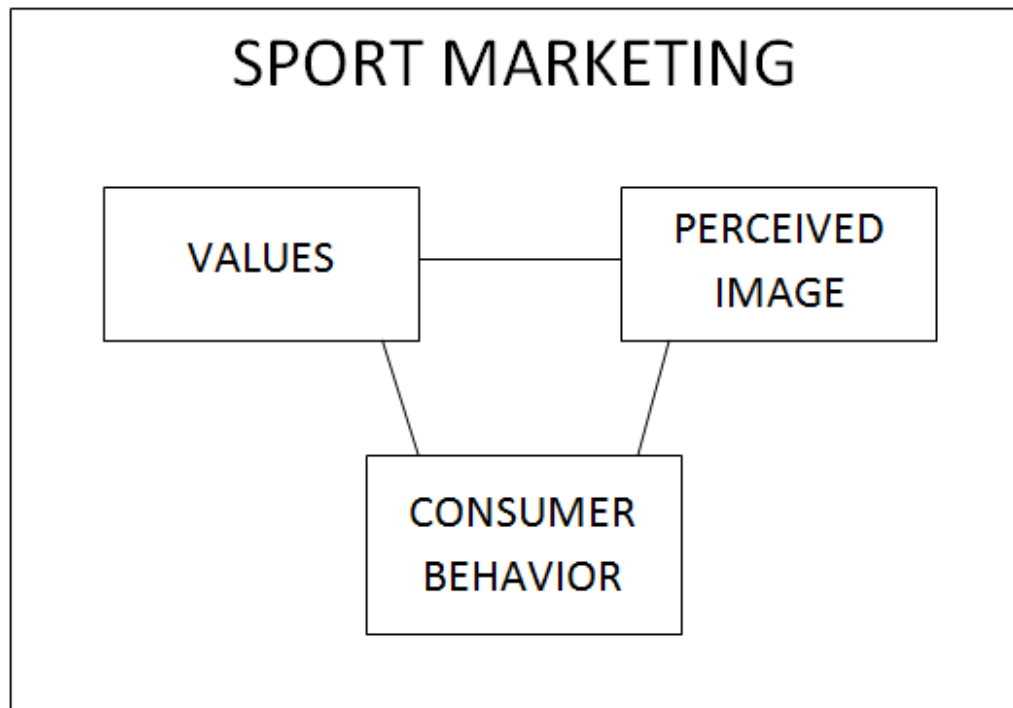 SPORT MARKETING
VALUES
PERCEIVED
IMAGE
CONSUMER
BEHAVIOR